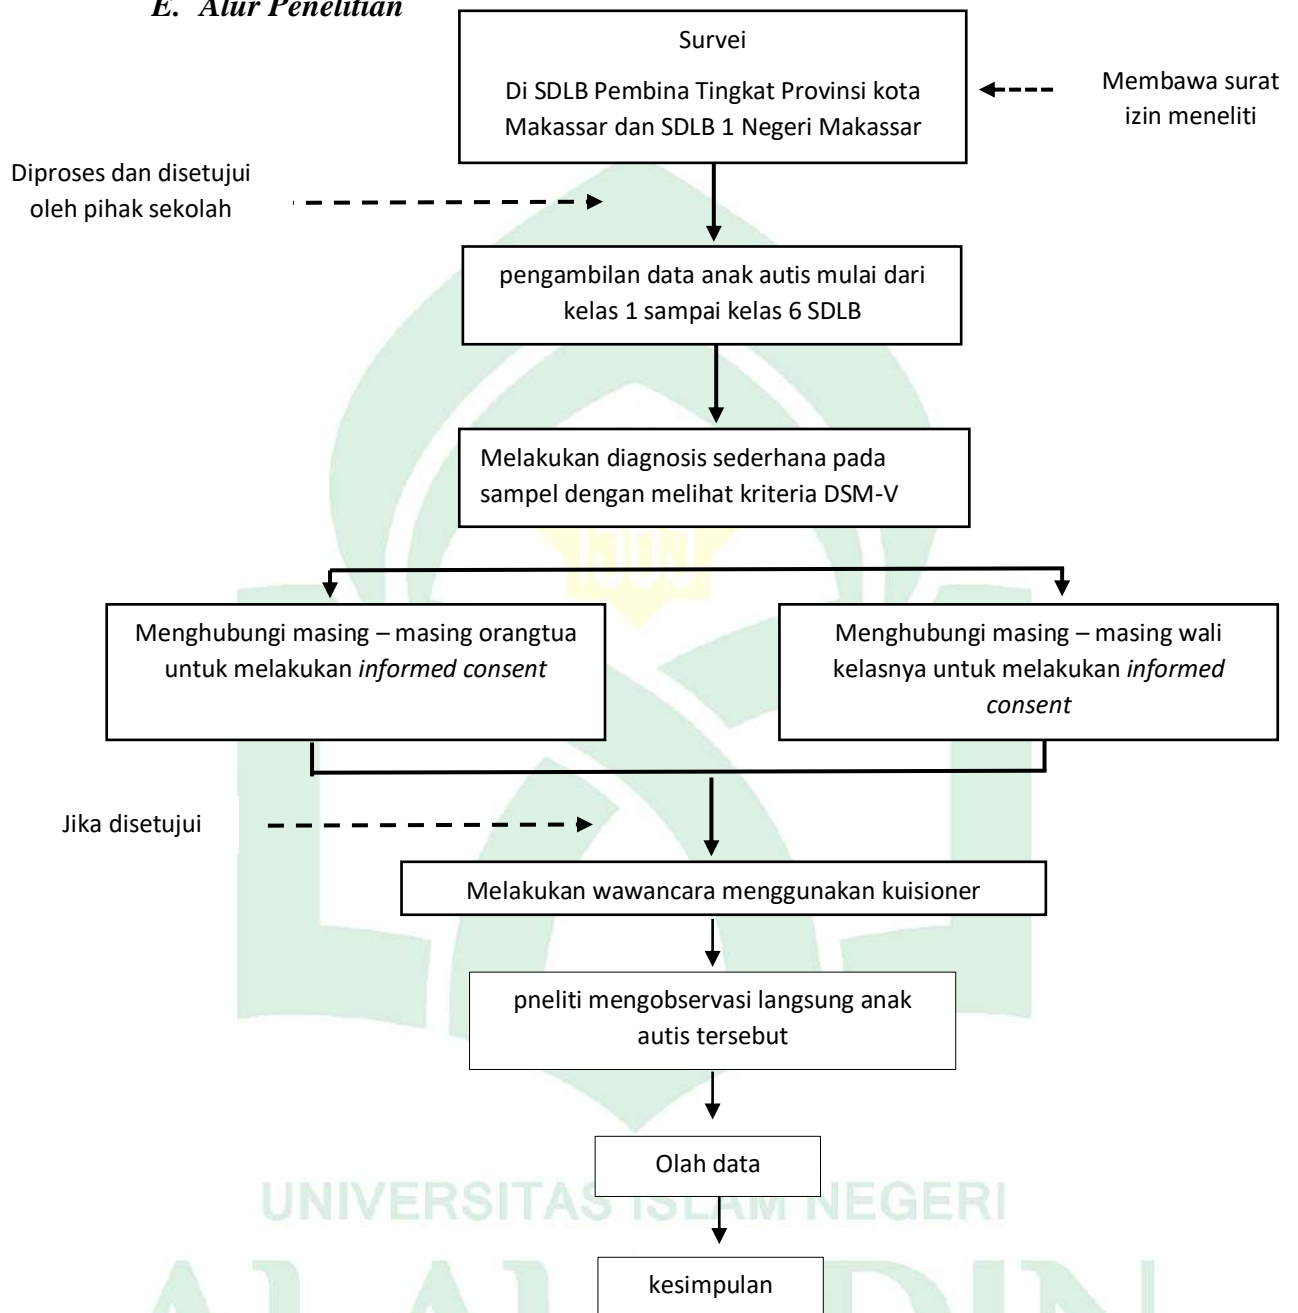 E. Alur Penelitian
Survei
Di SDLB Pembina Tingkat Provinsi kota
Makassar dan SDLB 1 Negeri Makassar
Membawa surat
izin meneliti
Diproses dan disetujui
oleh pihak sekolah
pengambilan data anak autis mulai dari
kelas 1 sampai kelas 6 SDLB
Melakukan diagnosis sederhana pada
sampel dengan melihat kriteria DSM-V
Menghubungi masing – masing orangtua
untuk melakukan informed consent
Menghubungi masing – masing wali
kelasnya untuk melakukan informed
consent
Jika disetujui
Melakukan wawancara menggunakan kuisioner
pneliti mengobservasi langsung anak
autis tersebut
Olah data
UNIVERSITAS ISLAM NEGERI
kesimpulan